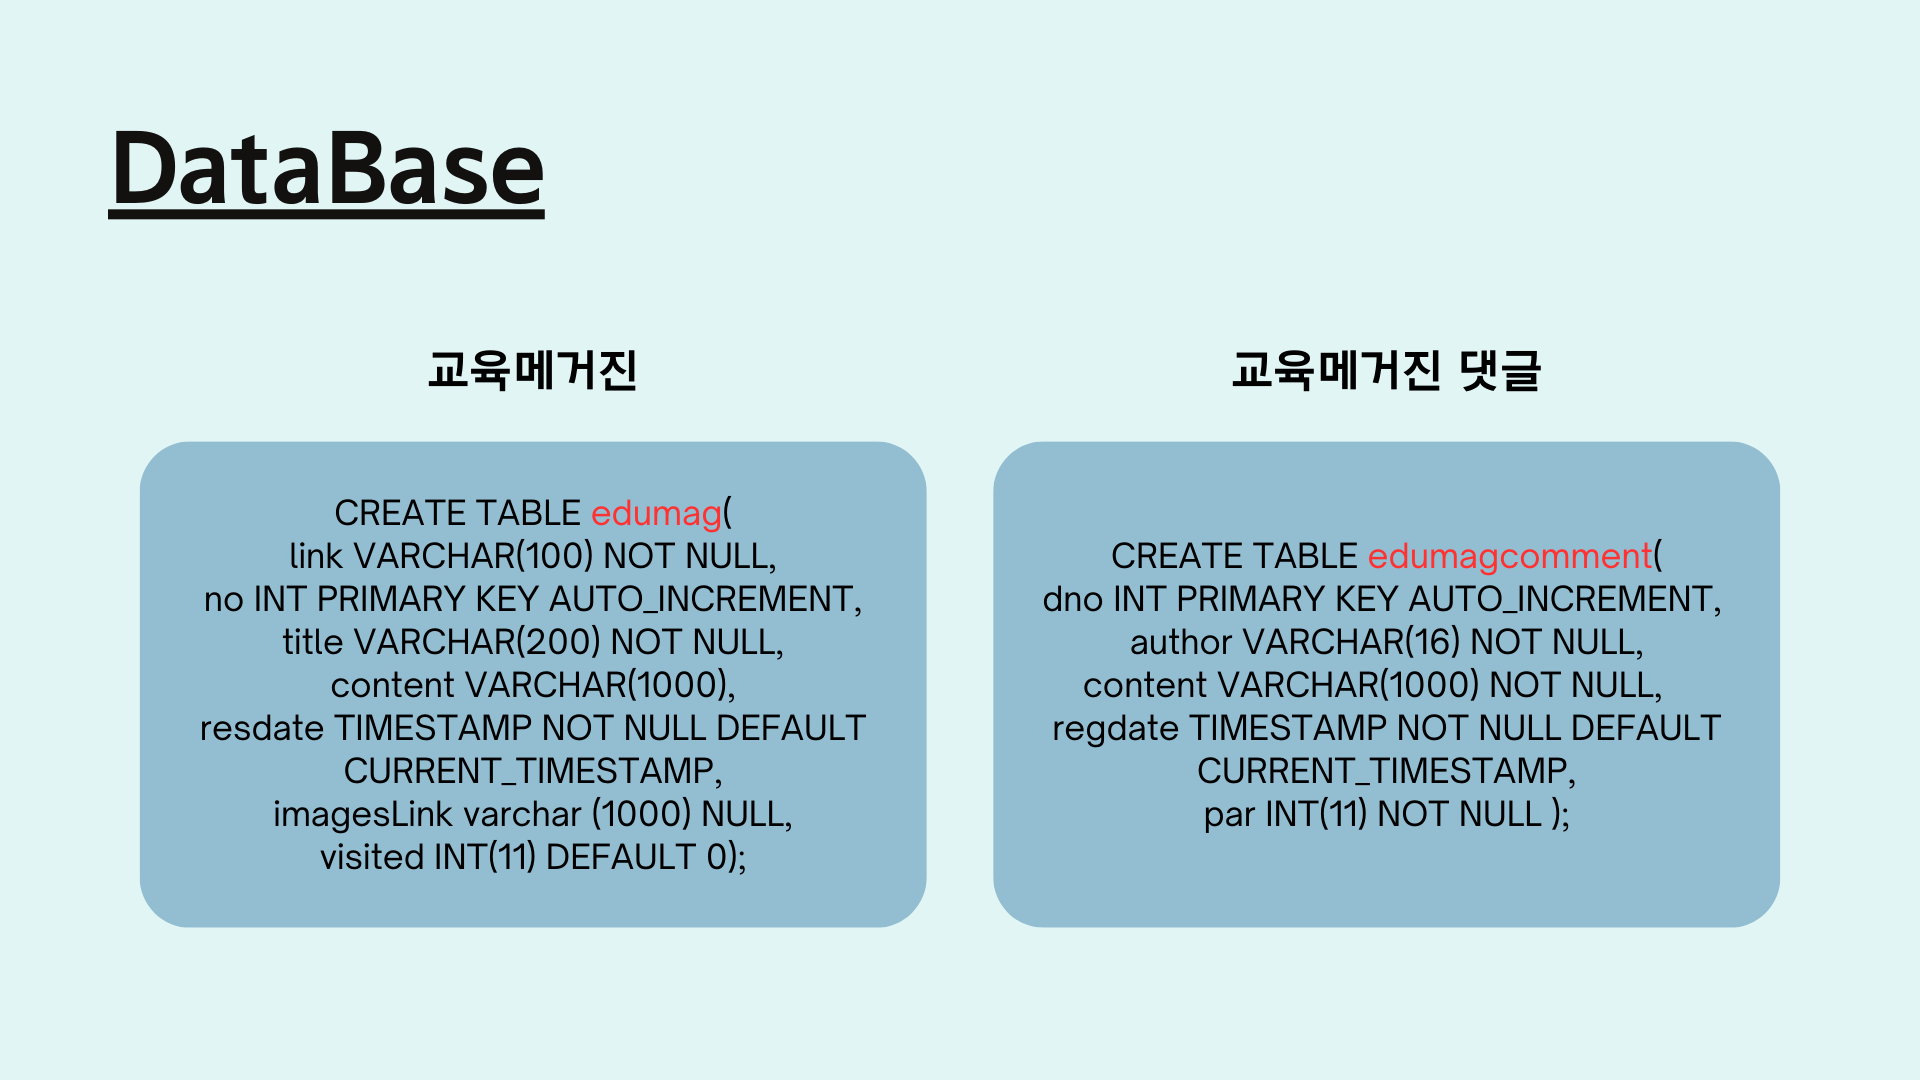 DataBase
교육메거진
CREATE TABLE edumag(
link VARCHAR(100) NOT NULL,
no INT PRIMARY KEY AUTO_INCREMENT,
title VARCHAR(200) NOT NULL,
content VARCHAR(1000),
resdate TIMESTAMP NOT NULL DEFAULT
CURRENT_TIMESTAMP,
imagesLink varchar (1000) NULL,
visited INT(11) DEFAULT 0);
교육메거진 댓글
CREATE TABLE edumagcomment(
dno INT PRIMARY KEY AUTO_INCREMENT,
author VARCHAR(16) NOT NULL,
content VARCHAR(1000) NOT NULL,
regdate TIMESTAMP NOT NULL DEFAULT
CURRENT_TIMESTAMP,
par INT(11) NOT NULL );